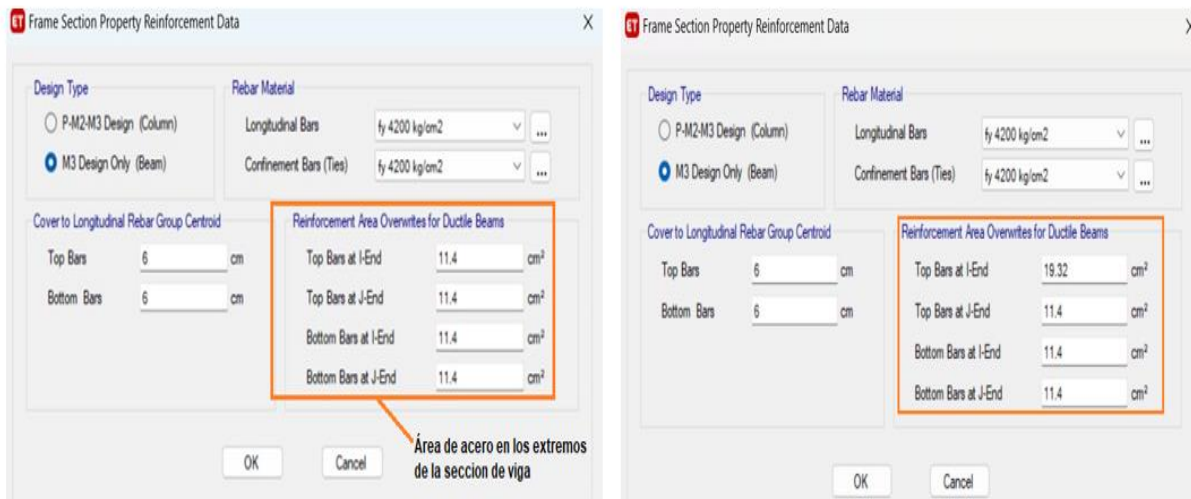 ET Frame Section Property Reinforcement Data X
Design Type
P-M2-M3 Design (Column)
M3 Design Only (Beam)
Rebar Material
Longitudinal Bars fy 4200 kg/cm2 ...
Confinement Bars (Ties) fy 4200 kg/cm2 ...
Cover to Longitudinal Rebar Group Centroid
Top Bars 6 cm
Bottom Bars 6 cm
Reinforcement Area Overwrites for Ductile Beams
Top Bars at I-End 11.4 cm²
Top Bars at J-End 11.4 cm²
Bottom Bars at I-End 11.4 cm²
Bottom Bars at J-End 11.4 cm²
Área de acero en los extremos
de la seccion de viga
OK Cancel
ET Frame Section Property Reinforcement Data X
Design Type
P-M2-M3 Design (Column)
M3 Design Only (Beam)
Rebar Material
Longitudinal Bars fy 4200 kg/cm2 ...
Confinement Bars (Ties) fy 4200 kg/cm2 ...
Cover to Longitudinal Rebar Group Centroid
Top Bars 6 cm
Bottom Bars 6 cm
Reinforcement Area Overwrites for Ductile Beams
Top Bars at I-End 19.32 cm²
Top Bars at J-End 11.4 cm²
Bottom Bars at I-End 11.4 cm²
Bottom Bars at J-End 11.4 cm²
OK Cancel